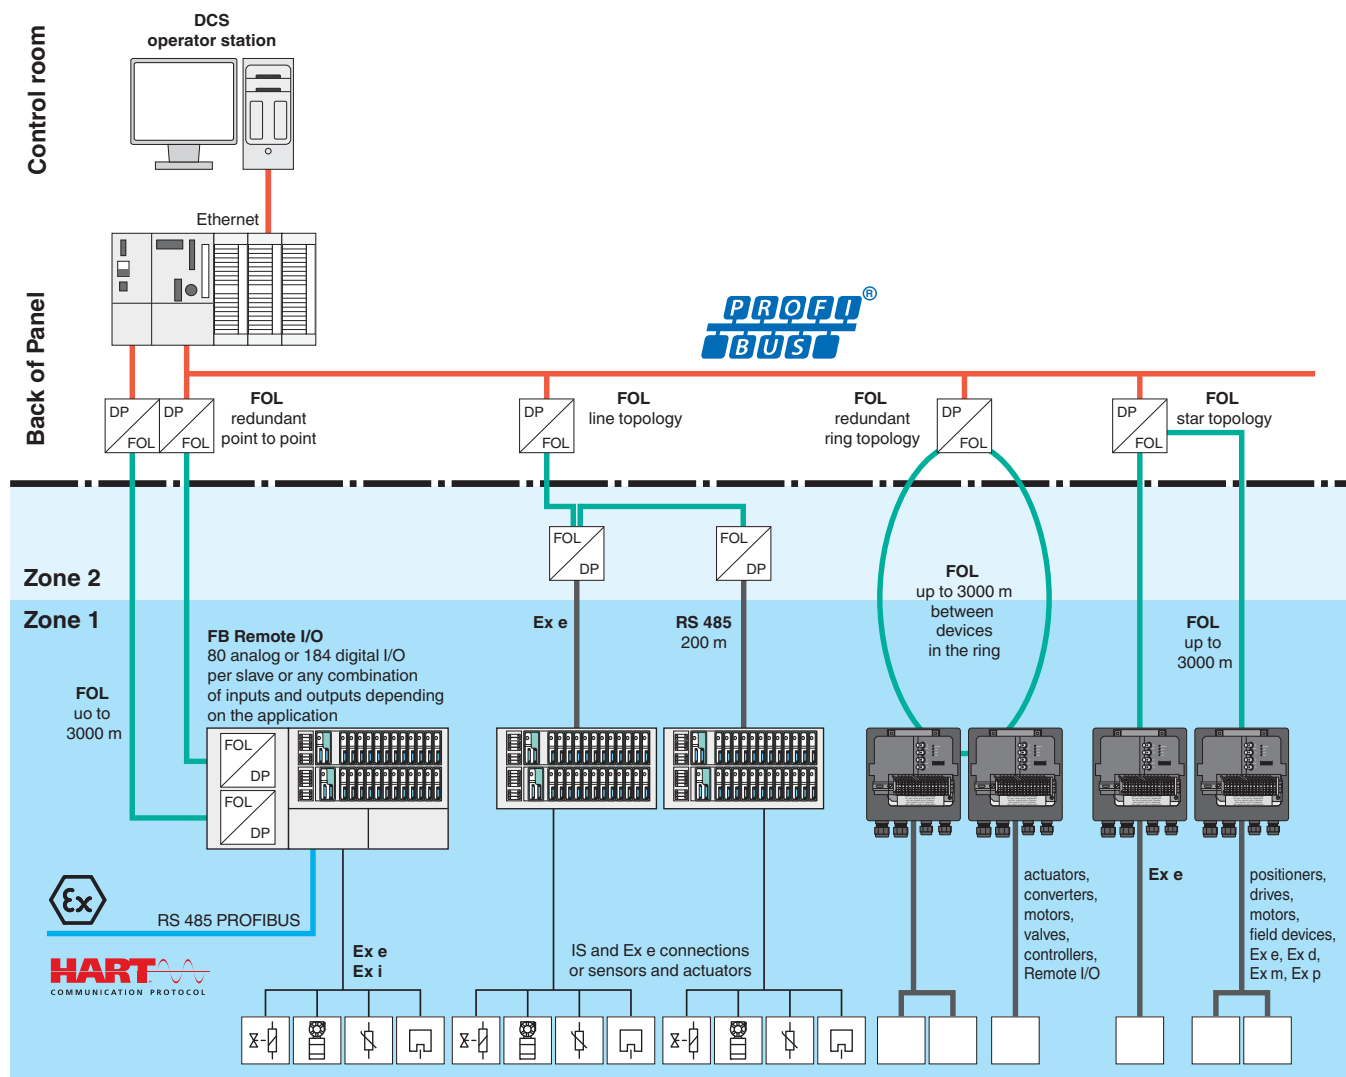 Control room
DCS
operator station
Ethernet
Back of Panel
PROFI
BUS
®
DP
FOL
DP
FOL
FOL
redundant
point to point
DP
FOL
FOL
line topology
FOL
redundant
ring topology
DP
FOL
DP
FOL
FOL
star topology
Zone 2
FOL
DP
FOL
DP
FOL
up to 3000 m
between
devices
in the ring
Zone 1
FB Remote I/O
80 analog or 184 digital I/O
per slave or any combination
of inputs and outputs depending
on the application
Ex e
RS 485
200 m
FOL
up to
3000 m
FOL
uo to
3000 m
FOL
DP
FOL
DP
Ex
RS 485 PROFIBUS
HART
COMMUNICATION PROTOCOL
Ex e
Ex i
IS and Ex e connections
or sensors and actuators
actuators,
converters,
motors,
valves,
controllers,
Remote I/O
Ex e
positioners,
drives,
motors,
field devices,
Ex e, Ex d,
Ex m, Ex p